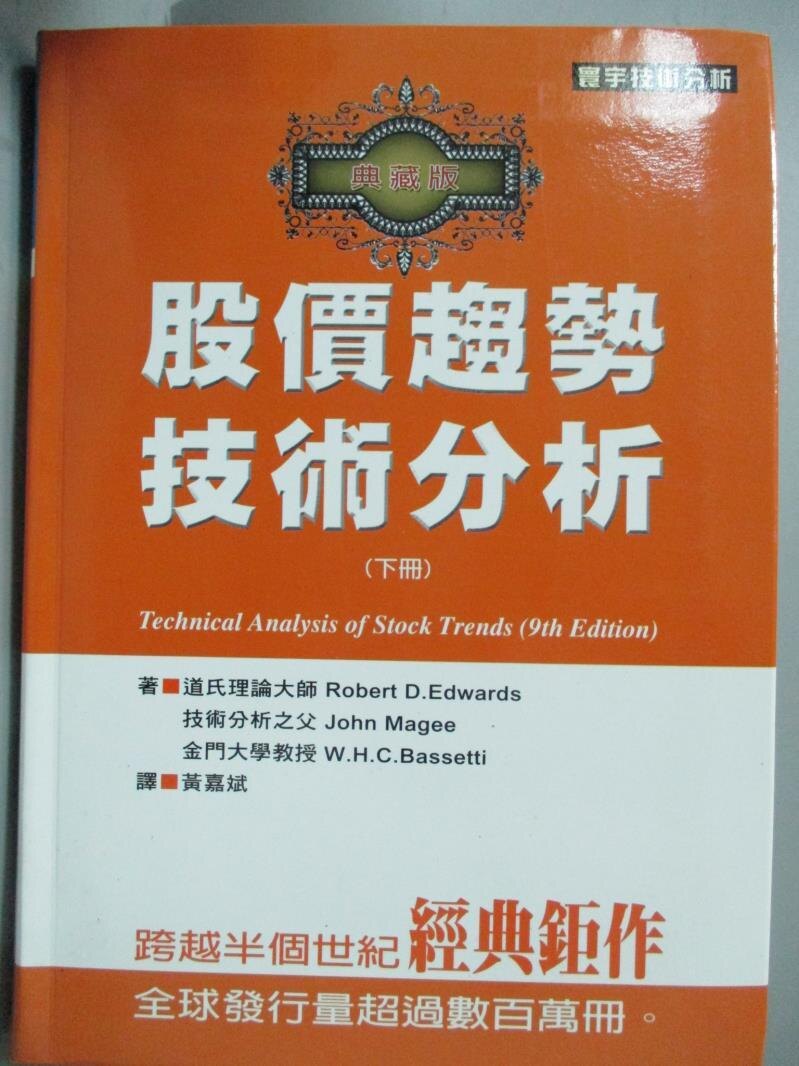 寰宇技術分析
典藏版
股價趨勢
技術分析
（下冊）
Technical Analysis of Stock Trends (9th Edition)
著■道氏理論大師 Robert D.Edwards
技術分析之父 John Magee
金門大學教授 W.H.C.Bassetti
譯■黃嘉斌
跨越半個世紀 經典鉅作
全球發行量超過數百萬冊。